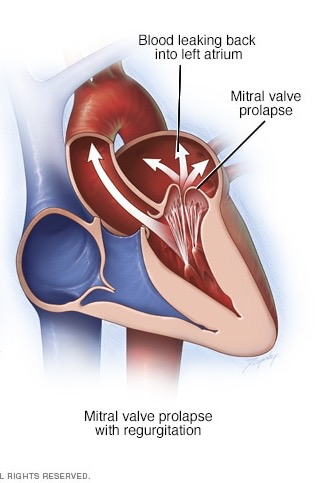 Blood leaking back
into left atrium
Mitral valve
prolapse
Mitral valve prolapse
with regurgitation
L RIGHTS RESERVED.